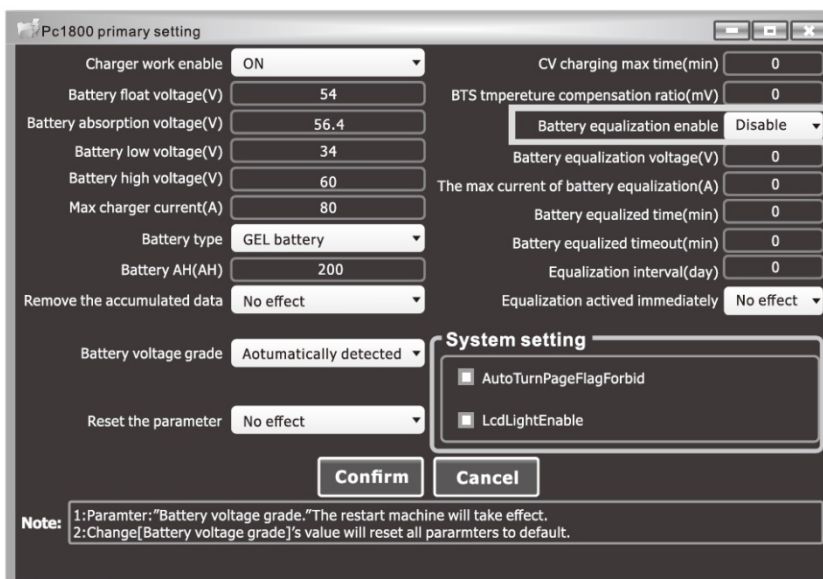 Pc1800 primary setting
Charger work enable ON
Battery float voltage(V) 54
Battery absorption voltage(V) 56.4
Battery low voltage(V) 34
Battery high voltage(V) 60
Max charger current(A) 80
Battery type GEL battery
Battery AH(AH) 200
Remove the accumulated data No effect
Battery voltage grade Aotumatically detected
Reset the parameter No effect
CV charging max time(min) 0
BTS tmpereture compensation ratio(mV) 0
Battery equalization enable Disable
Battery equalization voltage(V) 0
The max current of battery equalization(A) 0
Battery equalized time(min) 0
Battery equalized timeout(min) 0
Equalization interval(day) 0
Equalization actived immediately No effect
System setting
AutoTurnPageFlagForbid
LcdLightEnable
Confirm Cancel
Note: 1:Paramter:”Battery voltage grade.”The restart machine will take effect.
2:Change[Battery voltage grade]’s value will reset all pararmters to default.